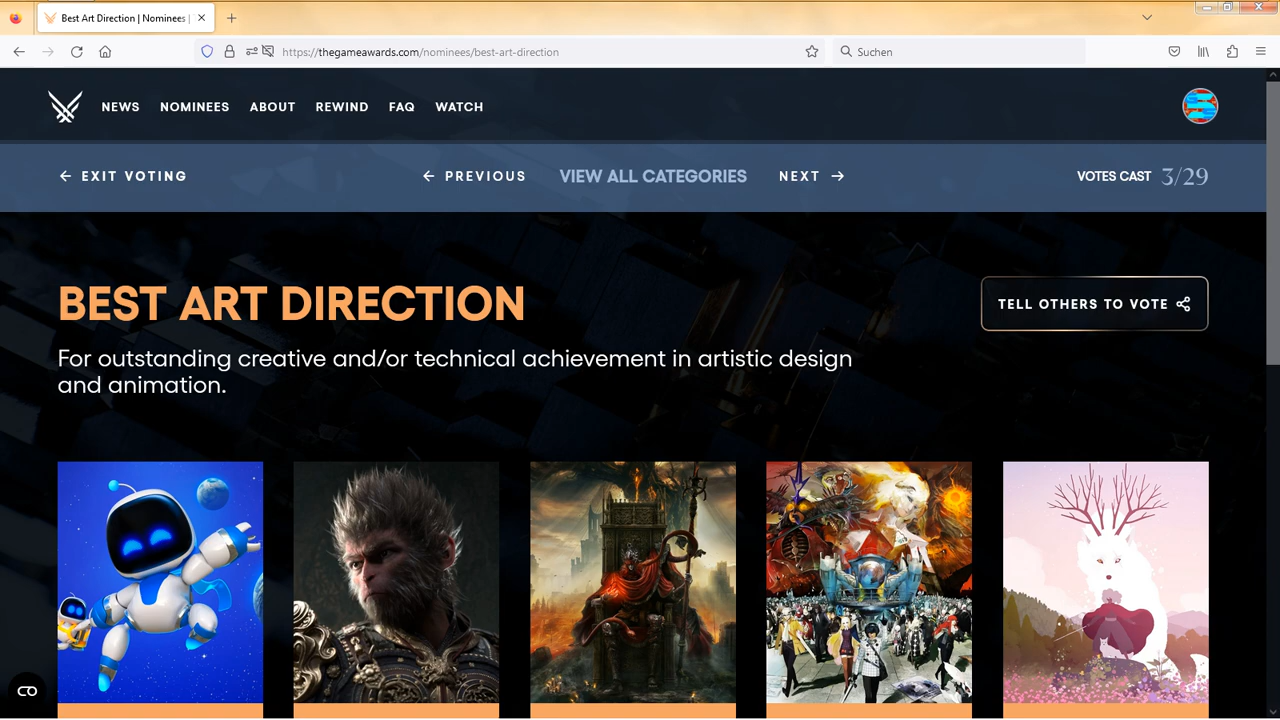 Best Art Direction | Nominees |
https://thegameawards.com/nominees/best-art-direction
Suchen
NEWS NOMINEES ABOUT REWIND FAQ WATCH
EXIT VOTING
PREVIOUS
VIEW ALL CATEGORIES
NEXT
VOTES CAST 3/29
BEST ART DIRECTION
TELL OTHERS TO VOTE
For outstanding creative and/or technical achievement in artistic design
and animation.